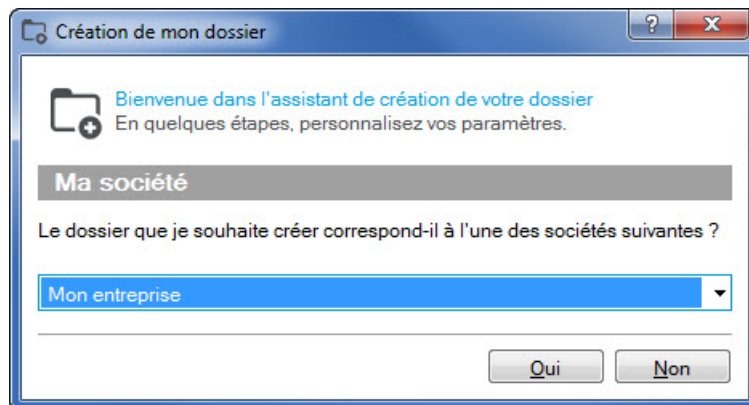 Création de mon dossier
Bienvenue dans l'assistant de création de votre dossier
En quelques étapes, personnalisez vos paramètres.
Ma société
Le dossier que je souhaite créer correspond-il à l'une des sociétés suivantes ?
Mon entreprise
Oui Non